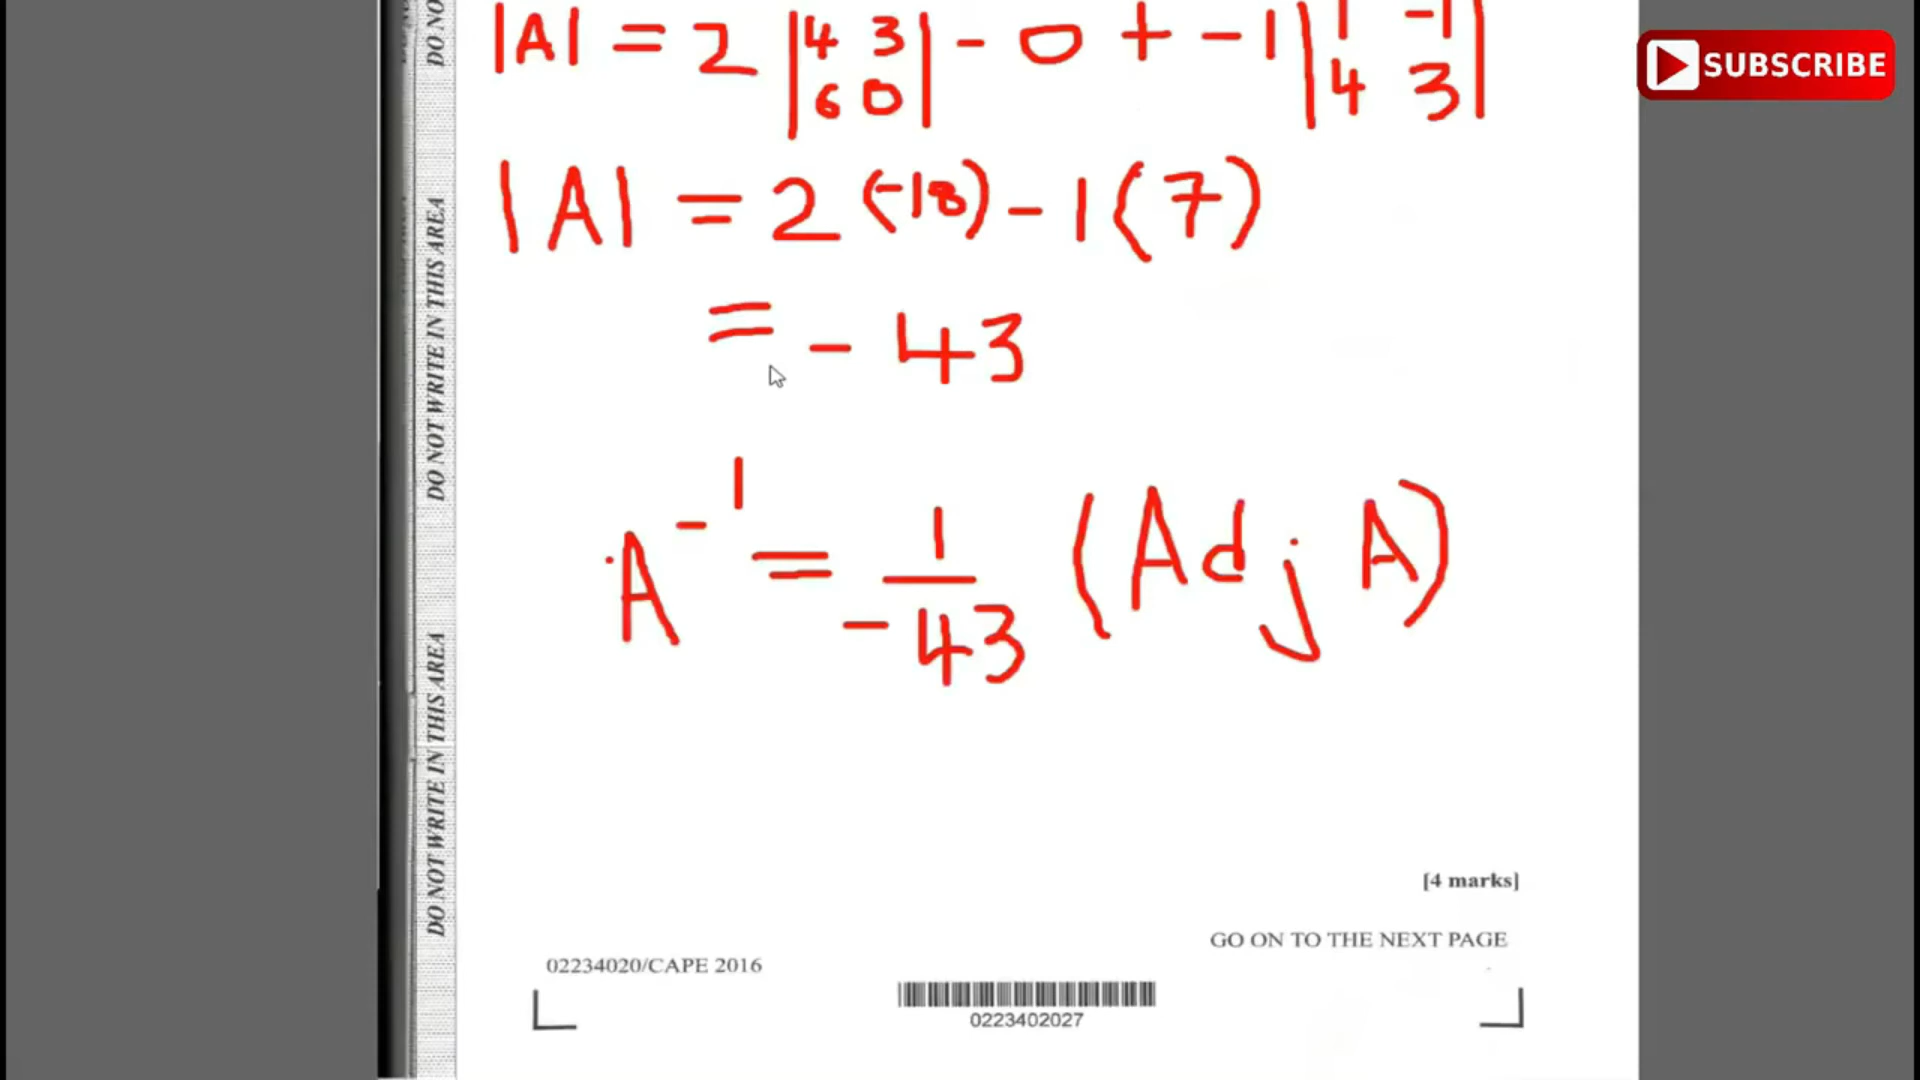 |A| = 2 |4 3| - 0 + -1 |1 -1|
|6 0| |4 3|
SUBSCRIBE
|A| = 2 (-18) - 1 (7)
= - 43
A⁻¹ = 1/-43 (Adj A)
[4 marks]
GO ON TO THE NEXT PAGE
02234020/CAPE 2016
0223402027
DO NO
DO NOT WRITE IN THIS AREA
DO NOT WRITE IN THIS AREA